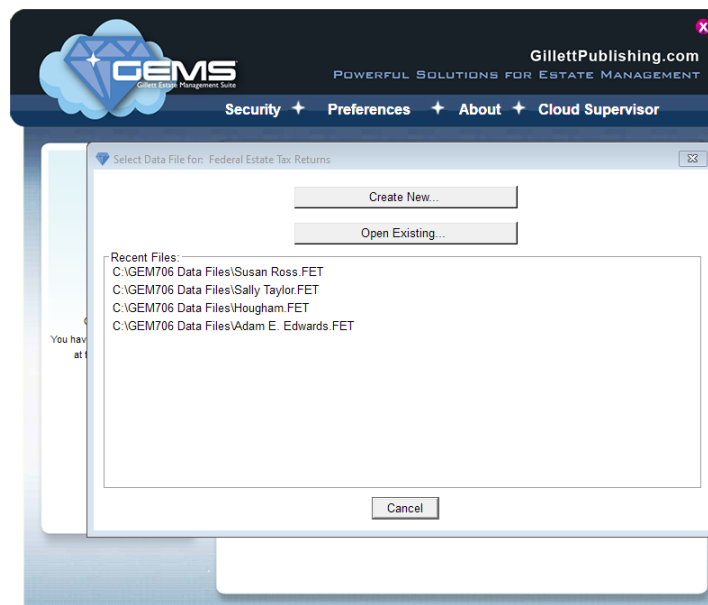 GEMS
Gillett Estate Management Suite
GillettPublishing.com
Powerful Solutions for Estate Management
Security
Preferences
About
Cloud Supervisor
Select Data File for: Federal Estate Tax Returns
Create New...
Open Existing...
Recent Files:
C:\GEM706 Data Files\Susan Ross.FET
C:\GEM706 Data Files\Sally Taylor.FET
C:\GEM706 Data Files\Hougham.FET
C:\GEM706 Data Files\Adam E. Edwards.FET
You hav
at t
Cancel